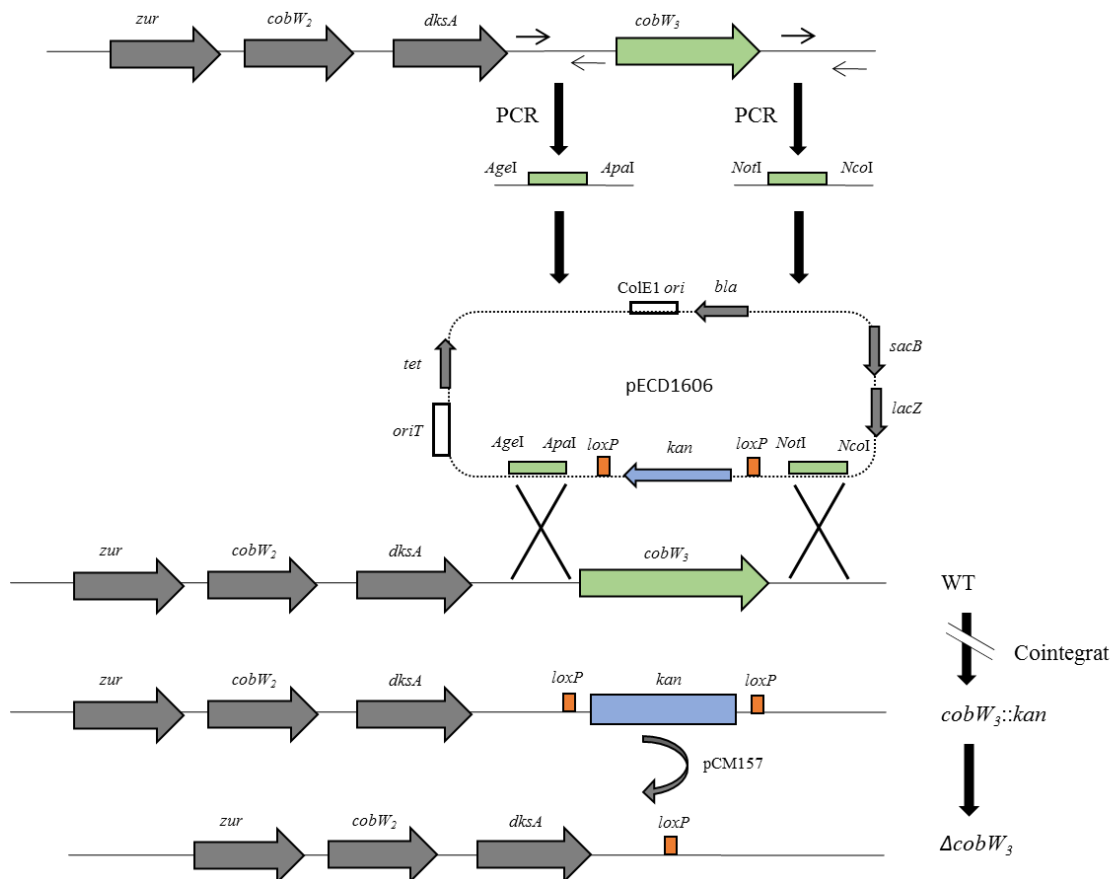 zur cobW2 dksA cobW3
PCR PCR
AgeI ApaI NotI NcoI
ColE1 ori bla
sacB
tet
pECD1606
lacZ
oriT
AgeI ApaI loxP kan loxP NotI NcoI
zur cobW2 dksA cobW3
WT
Cointegrat
zur cobW2 dksA loxP kan loxP
cobW3::kan
pCM157
zur cobW2 dksA loxP
ΔcobW3